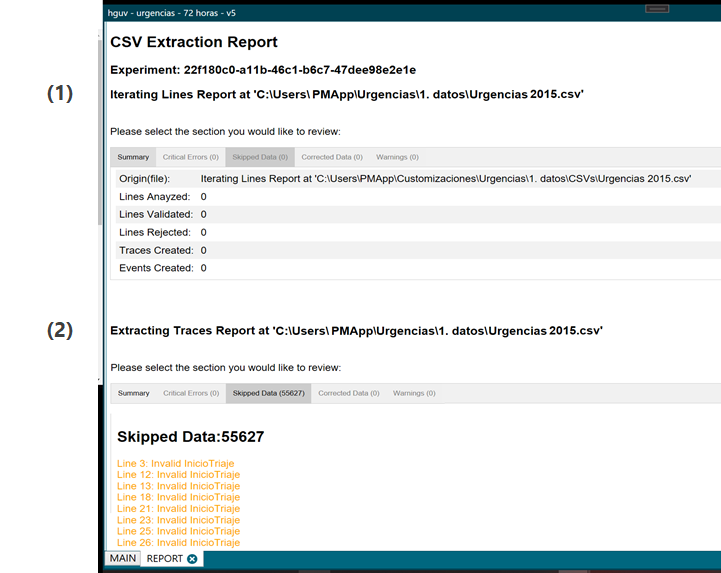 hguv - urgencias - 72 horas - v5
CSV Extraction Report
Experiment: 22f180c0-a11b-46c1-b6c7-47dee98e2e1e
(1)
Iterating Lines Report at 'C:\Users\ PMApp\Urgencias\1. datos\Urgencias 2015.csv'
Please select the section you would like to review:
Summary Critical Errors (0) Skipped Data (0) Corrected Data (0) Warnings (0)
Origin(file): Iterating Lines Report at 'C:\Users\PMApp\Customizaciones\Urgencias\1. datos\CSVs\Urgencias 2015.csv'
Lines Anayzed: 0
Lines Validated: 0
Lines Rejected: 0
Traces Created: 0
Events Created: 0
(2)
Extracting Traces Report at 'C:\Users\ PMApp\Urgencias\1. datos\Urgencias 2015.csv'
Please select the section you would like to review:
Summary Critical Errors (0) Skipped Data (55627) Corrected Data (0) Warnings (0)
Skipped Data:55627
Line 3: Invalid InicioTriaje
Line 12: Invalid InicioTriaje
Line 13: Invalid InicioTriaje
Line 18: Invalid InicioTriaje
Line 21: Invalid InicioTriaje
Line 23: Invalid InicioTriaje
Line 25: Invalid InicioTriaje
Line 26: Invalid InicioTriaje
MAIN REPORT